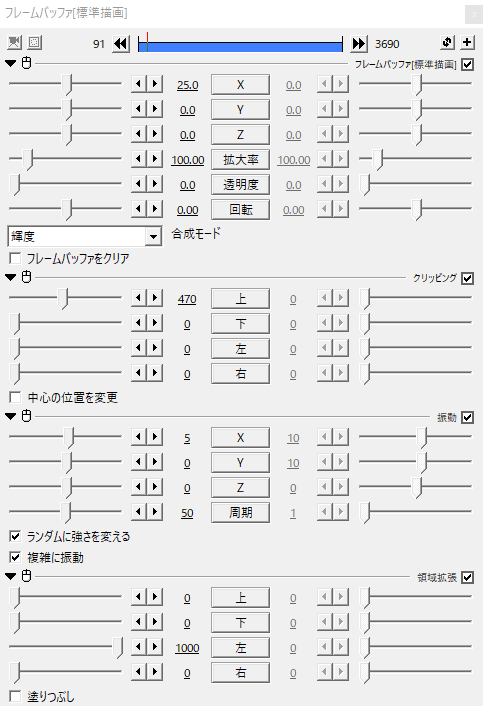 フレームバッファ[標準描画]
91 3690
フレームバッファ[標準描画]
25.0 X 0.0
0.0 Y 0.0
0.0 Z 0.0
100.00 拡大率 100.00
0.0 透明度 0.0
0.00 回転 0.00
輝度 合成モード
フレームバッファをクリア
クリッピング
470 上 0
0 下 0
0 左 0
0 右 0
中心の位置を変更
振動
5 X 10
0 Y 10
0 Z 0
50 周期 1
ランダムに強さを変える
複雑に振動
領域拡張
0 上 0
0 下 0
1000 左 0
0 右 0
塗りつぶし